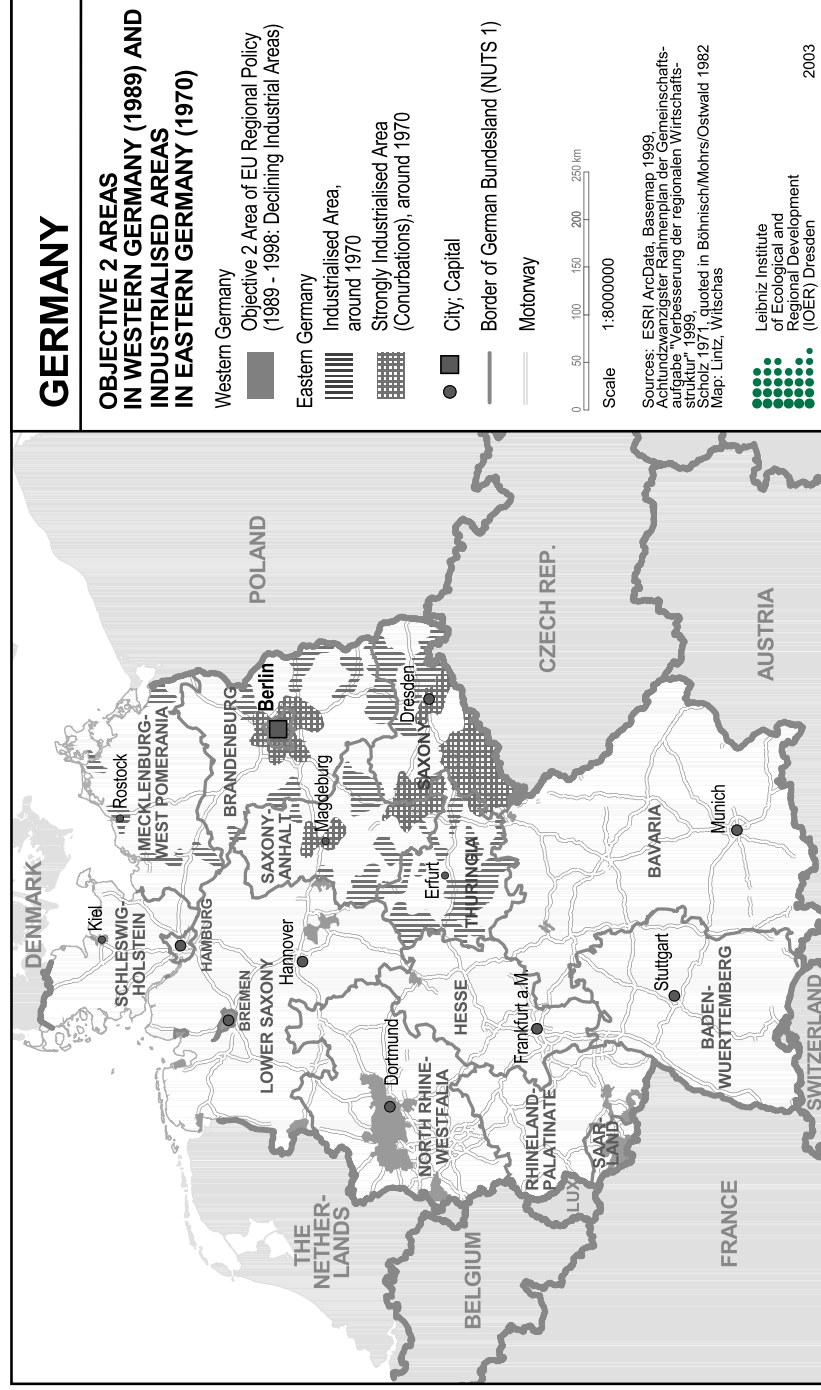 GERMANY
OBJECTIVE 2 AREAS
IN WESTERN GERMANY (1989) AND
INDUSTRIALISED AREAS
IN EASTERN GERMANY (1970)
Western Germany
Objective 2 Area of EU Regional Policy
(1989 - 1998: Declining Industrial Areas)
Eastern Germany
Industrialised Area,
around 1970
Strongly Industrialised Area
(Conurbations), around 1970
City; Capital
Border of German Bundesland (NUTS 1)
Motorway
0 50 100 150 200 250 km
Scale 1:8000000
Sources: ESRI ArcData, Basemap 1999,
Achtundzwanzigster Rahmenplan der Gemeinschafts-
aufgabe "Verbesserung der regionalen Wirtschafts-
struktur" 1999,
Scholz 1971, quoted in Böhnisch/Mohrs/Ostwald 1982
Map: Lintz, Witschas
Leibniz Institute
of Ecological and
Regional Development
(IOER) Dresden
2003
DENMARK
Kiel
SCHLESWIG-
HOLSTEIN
Rostock
MECKLENBURG-
WEST POMERANIA
HAMBURG
BREMEN
LOWER SAXONY
Hannover
BRANDENBURG
Berlin
POLAND
SAXONY-
ANHALT
Magdeburg
THE
NETHER-
LANDS
Dortmund
NORTH RHINE-
WESTFALIA
HESSE
Erfurt
THURINGIA
SAXONY
Dresden
BELGIUM
RHINELAND-
PALATINATE
Frankfurt a.M.
LUX
SAAR-
LAND
CZECH REP.
BAVARIA
Stuttgart
BADEN-
WUERTTEMBERG
Munich
FRANCE
SWITZERLAND
AUSTRIA